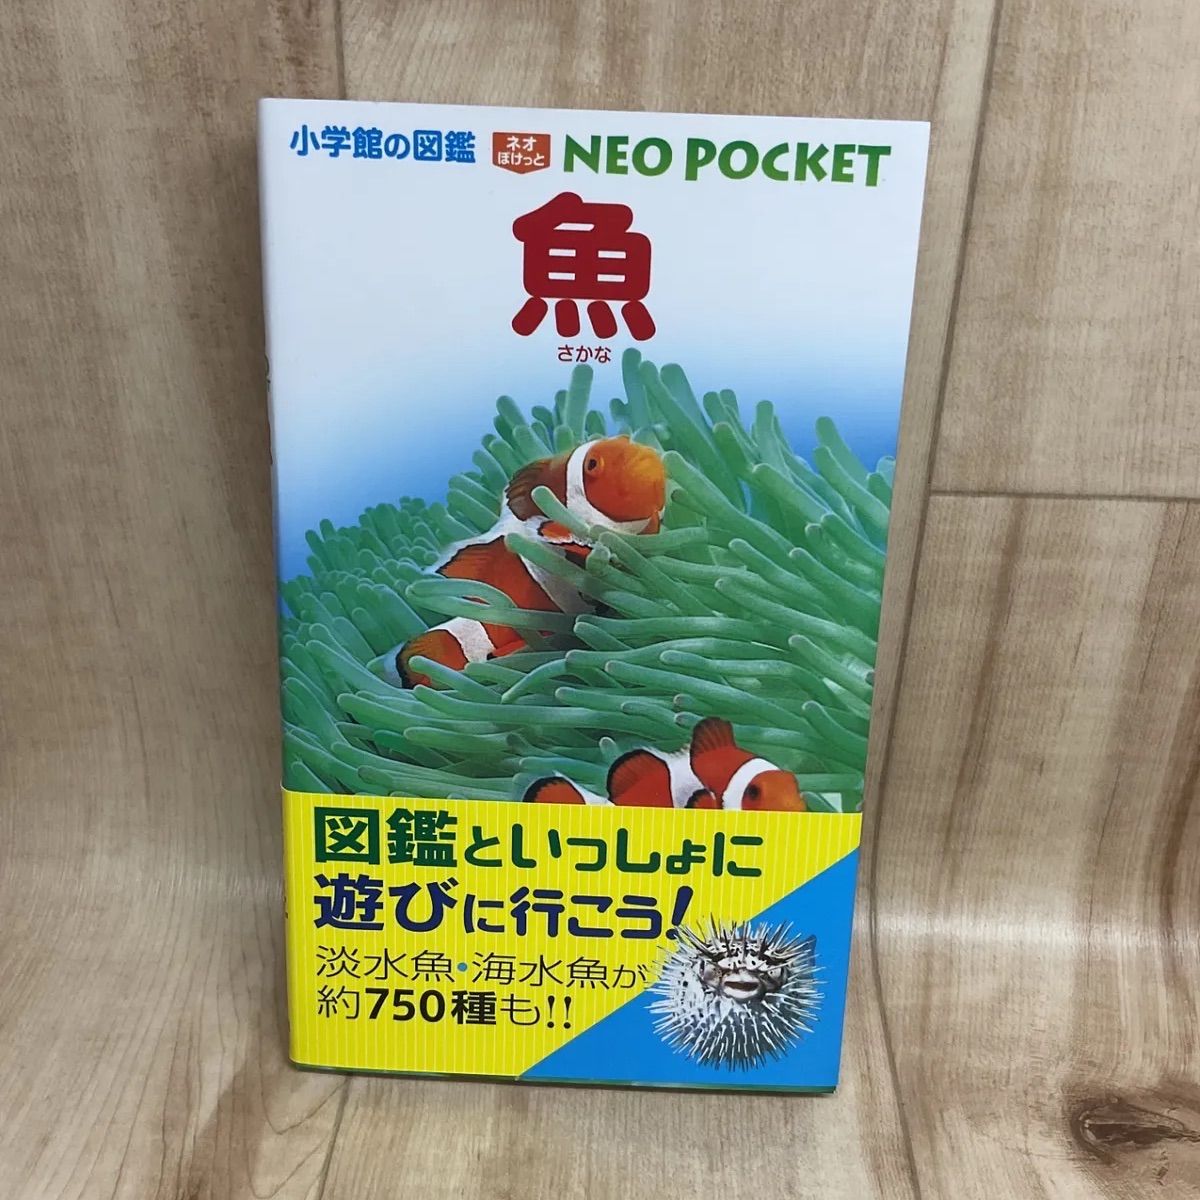 小学館の図鑑 ネオぽけっと NEO POCKET
魚
さかな
図鑑といっしょに
遊びに行こう!
淡水魚・海水魚が
約750種も!!